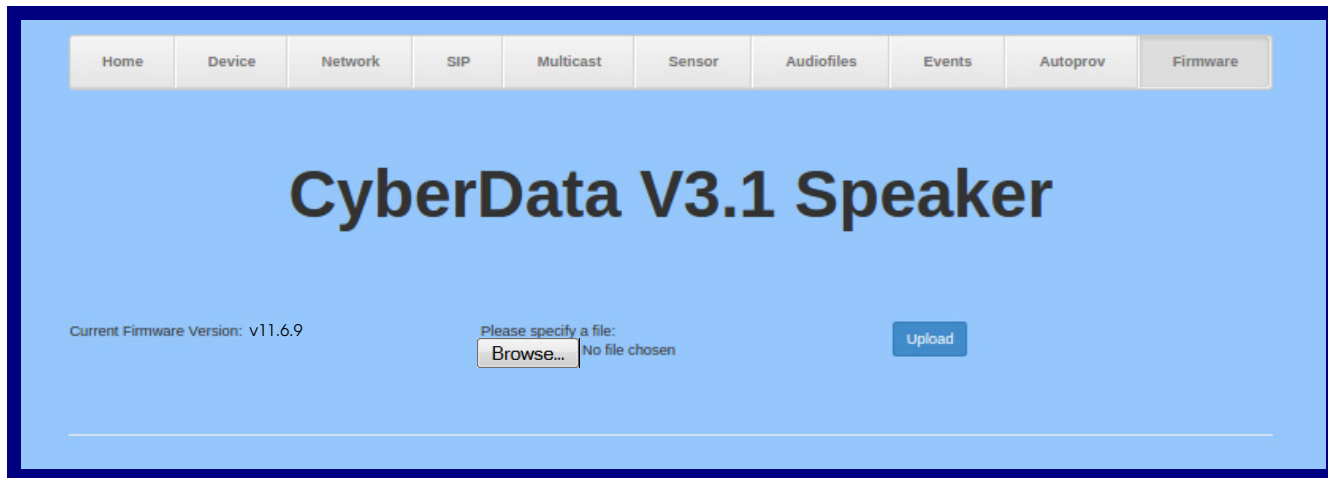 Home Device Network SIP Multicast Sensor Audiofiles Events Autoprov Firmware
CyberData V3.1 Speaker
Current Firmware Version: v11.6.9
Please specify a file:
Browse... No file chosen
Upload